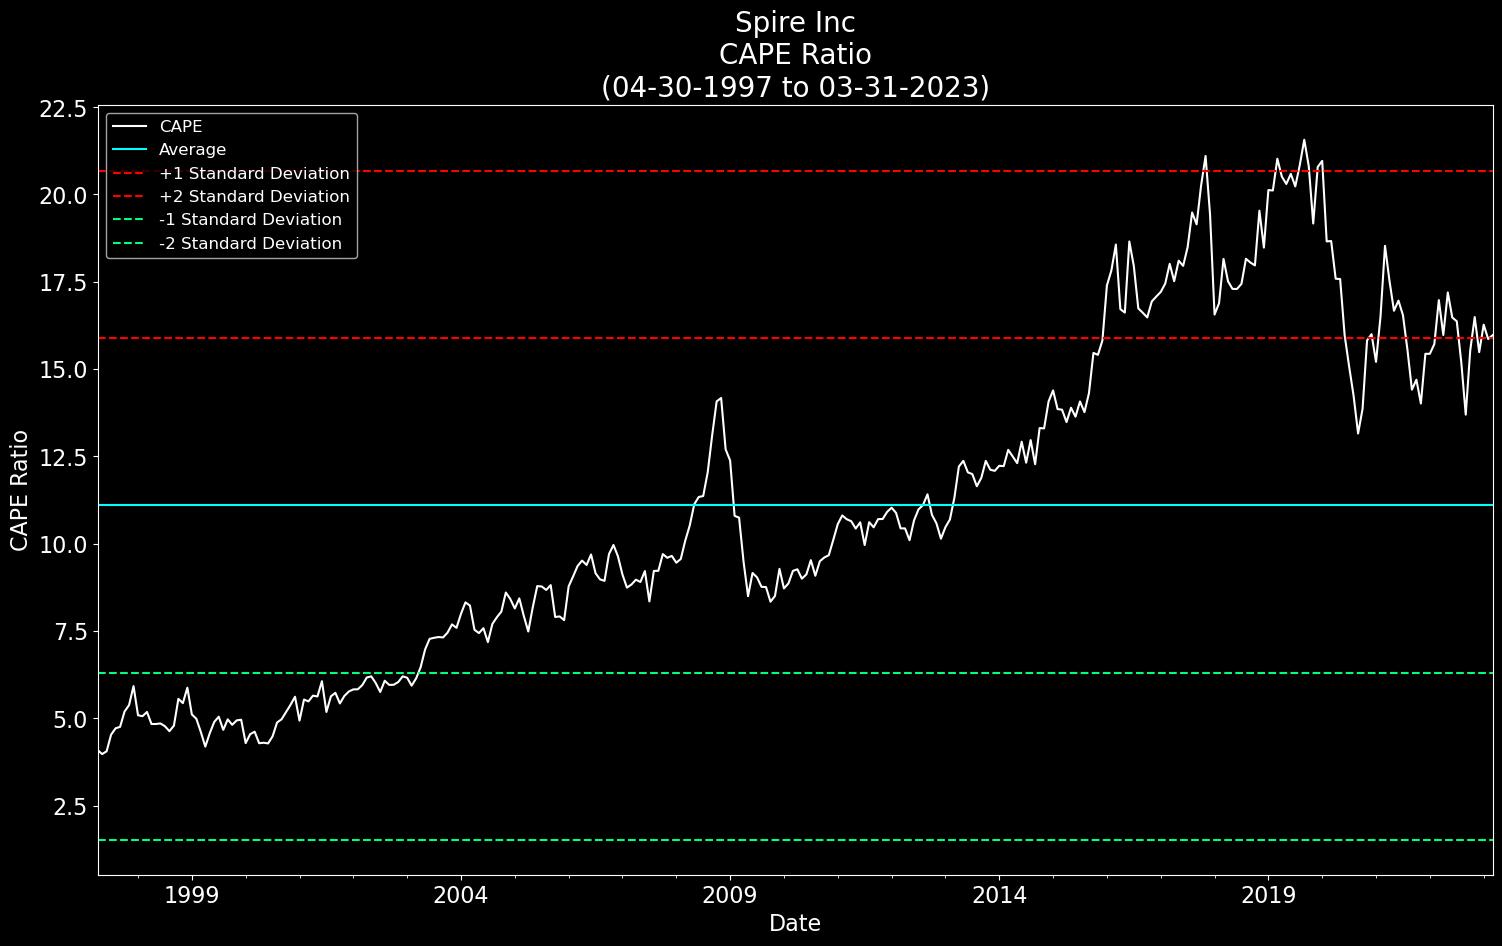 Spire Inc
CAPE Ratio
(04-30-1997 to 03-31-2023)
22.5
20.0
17.5
15.0
12.5
10.0
7.5
5.0
2.5
CAPE Ratio
CAPE
Average
+1 Standard Deviation
+2 Standard Deviation
-1 Standard Deviation
-2 Standard Deviation
1999 2004 2009 2014 2019
Date